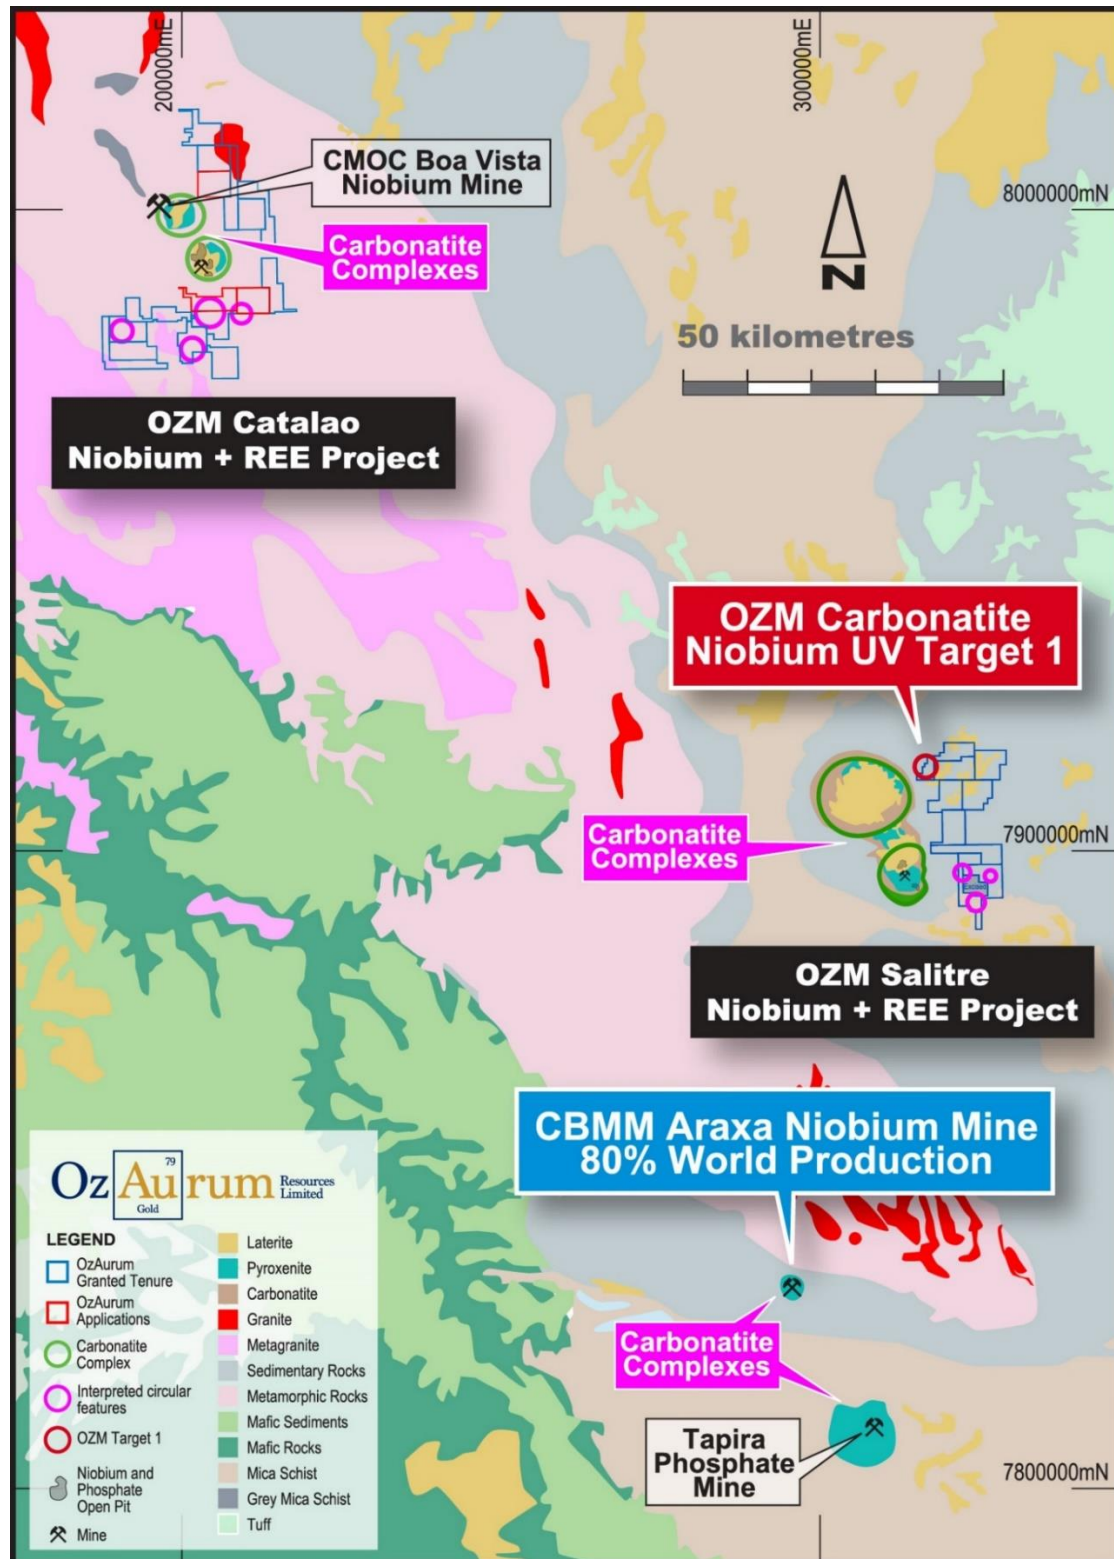 200000mE
300000mE
CMOC Boa Vista
Niobium Mine
8000000mN
Carbonatite
Complexes
N
50 kilometres
OZM Catalao
Niobium + REE Project
OZM Carbonatite
Niobium UV Target 1
Carbonatite
Complexes
7900000mN
OZM Salitre
Niobium + REE Project
CBMM Araxa Niobium Mine
80% World Production
Carbonatite
Complexes
Tapira
Phosphate
Mine
7800000mN
79
OzAurum Resources
Limited
Gold
LEGEND
OzAurum
Granted Tenure
OzAurum
Applications
Carbonatite
Complex
Interpreted circular
features
OZM Target 1
Niobium and
Phosphate
Open Pit
Mine
Laterite
Pyroxenite
Carbonatite
Granite
Metagranite
Sedimentary Rocks
Metamorphic Rocks
Mafic Sediments
Mafic Rocks
Mica Schist
Grey Mica Schist
Tuff